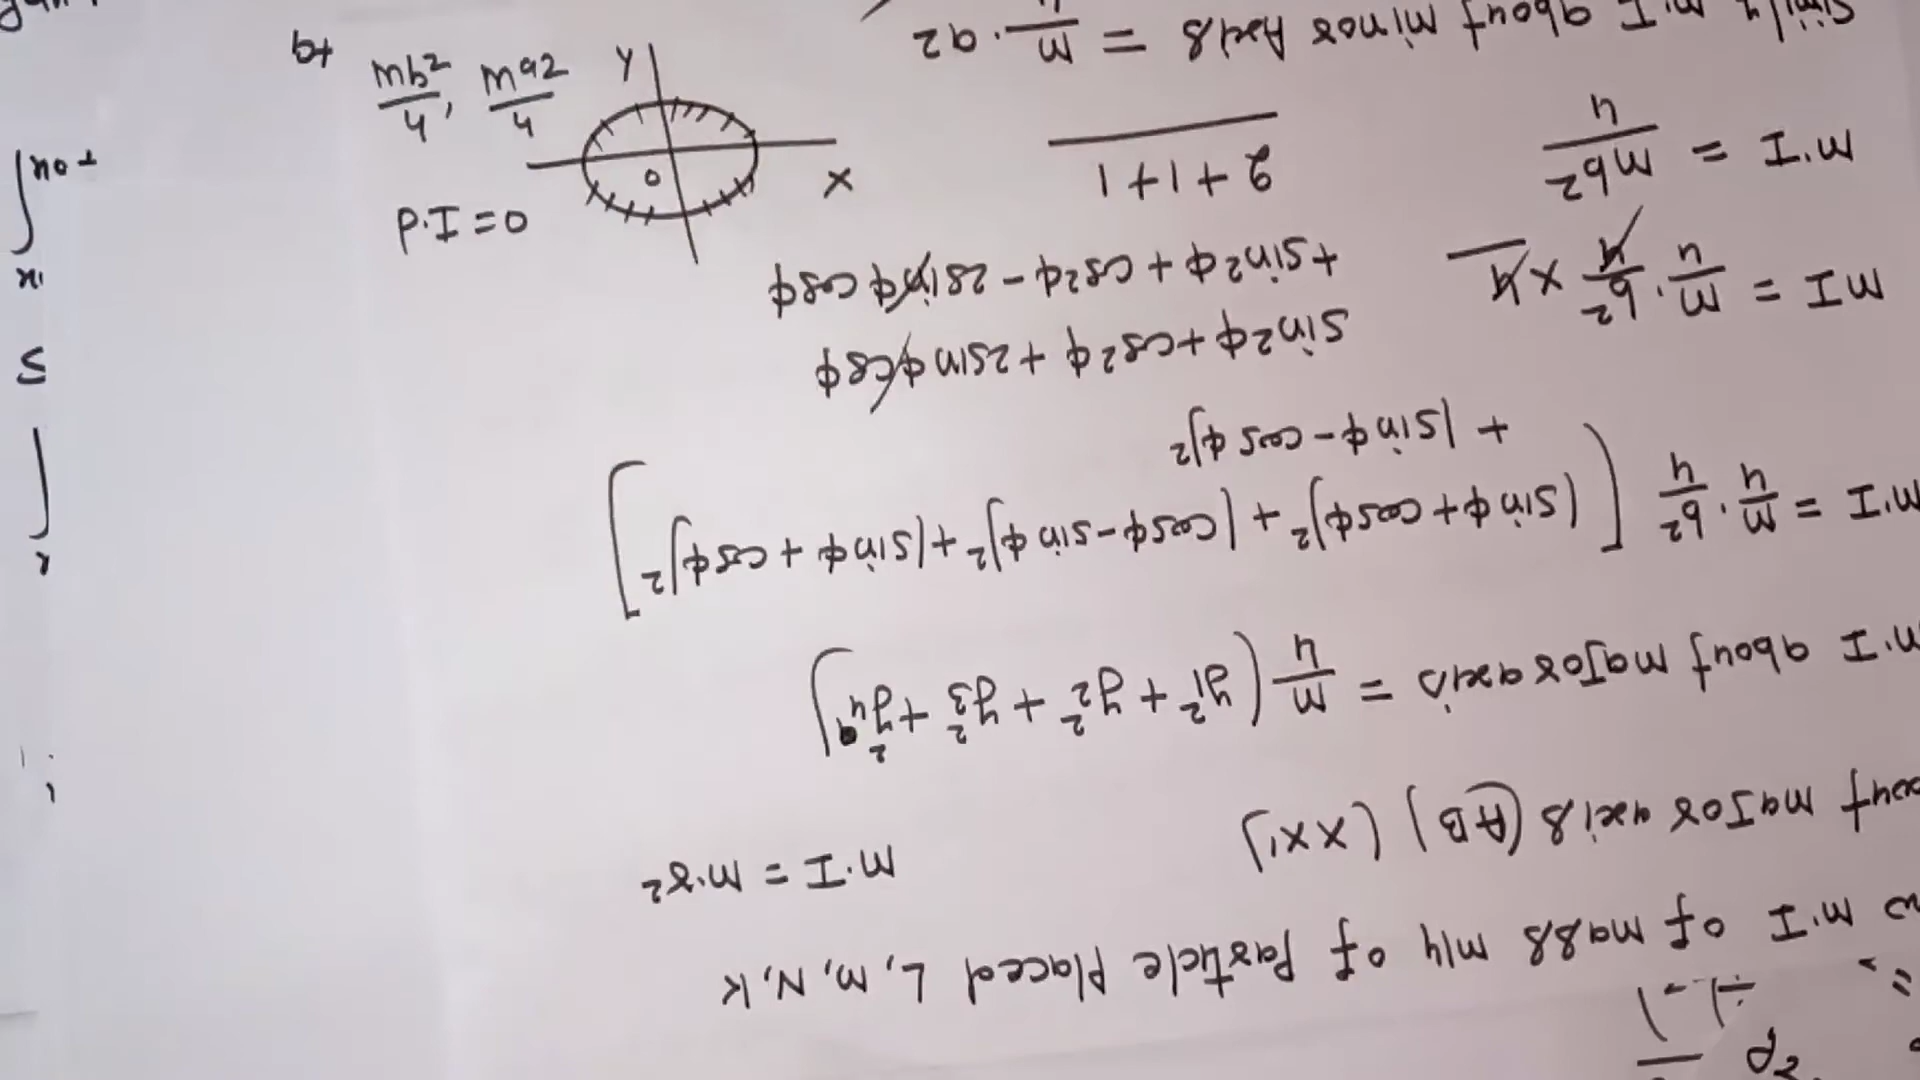 M.I of mass m/4 of Particle Placed L, M, N, K
M.I = m.r²
major axis (AB) (XX')
M.I about major axis = m/4 (y₁² + y₂² + y₃² + y₄²)
M.I = m/4 . b²/4 [(sinφ + cosφ)² + (cosφ - sinφ)² + (sinφ + cosφ)²
+ (sinφ - cosφ)²]
sin²φ + cos²φ + 2sinφ cosφ
+ sin²φ + cos²φ - 2sinφ cosφ
MI = m/4 . b²/4 × 4
2+1+1
M.I = mb²/4
M.I about minor Axis = m/4 . a²
mb²/4, ma²/4
P.I = 0
Y
X
O